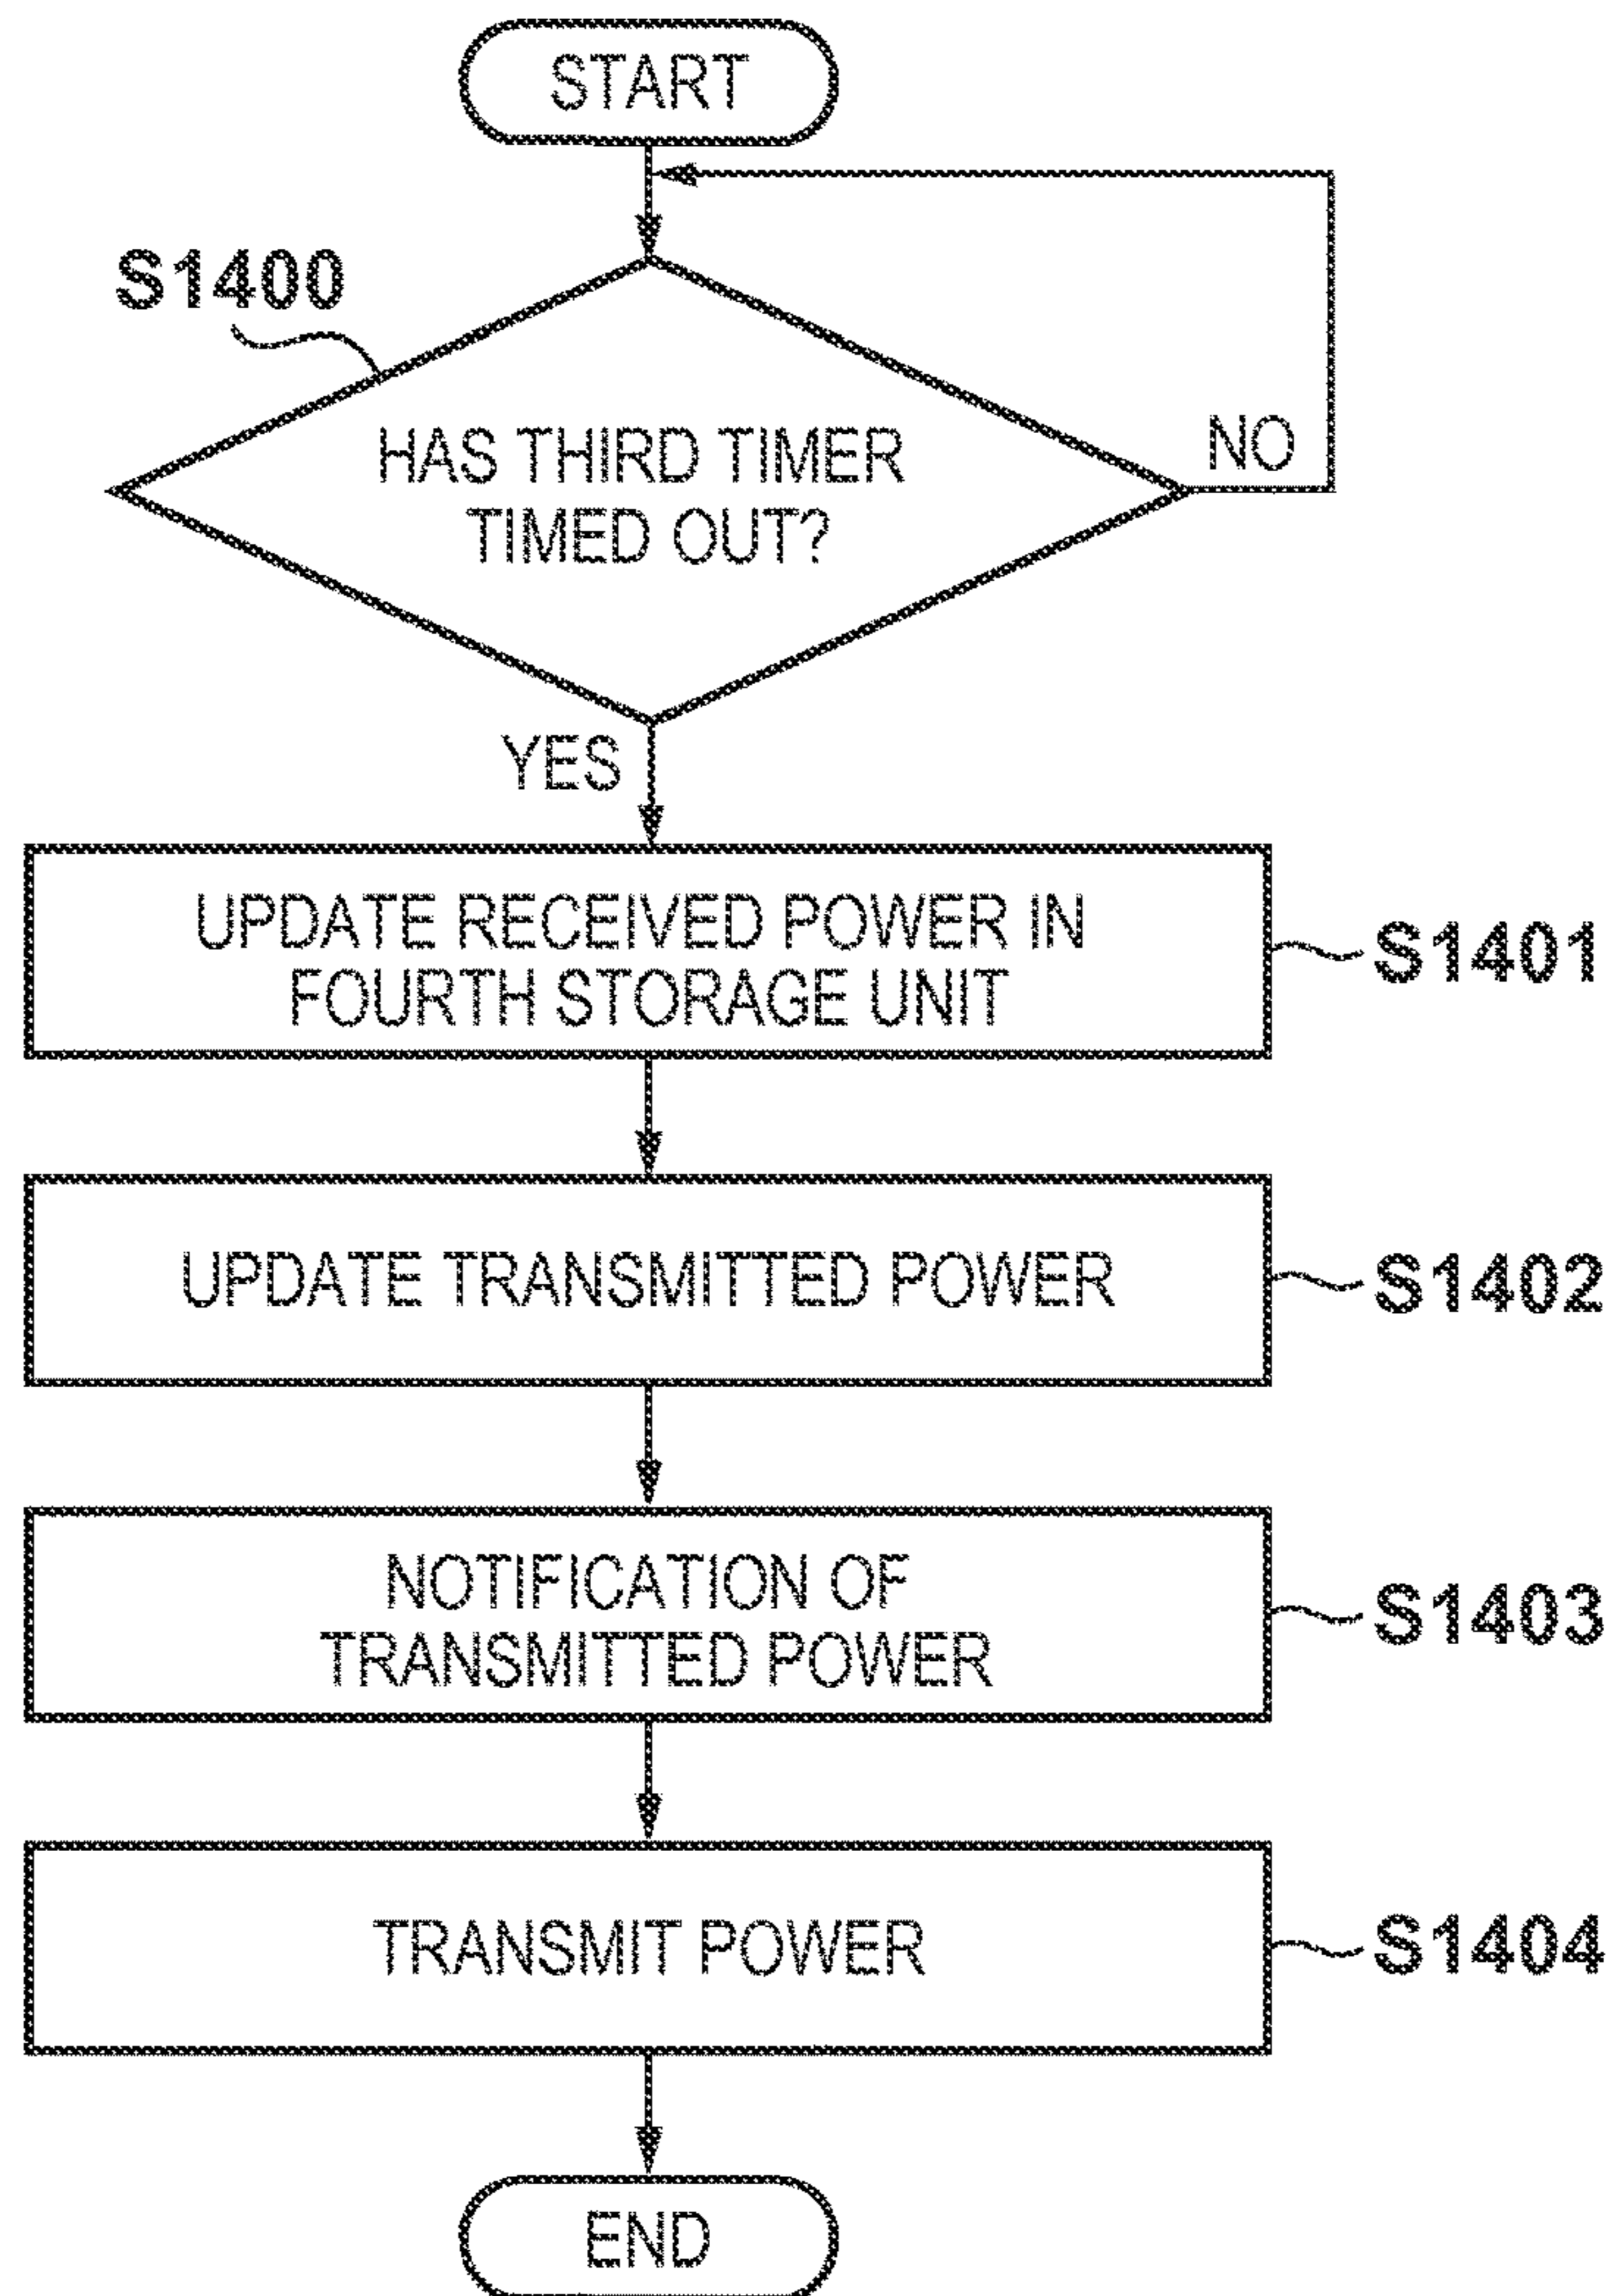 START
S1400
HAS THIRD TIMER
TIMED OUT?
NO
YES
UPDATE RECEIVED POWER IN
FOURTH STORAGE UNIT
S1401
UPDATE TRANSMITTED POWER
S1402
NOTIFICATION OF
TRANSMITTED POWER
S1403
TRANSMIT POWER
S1404
END